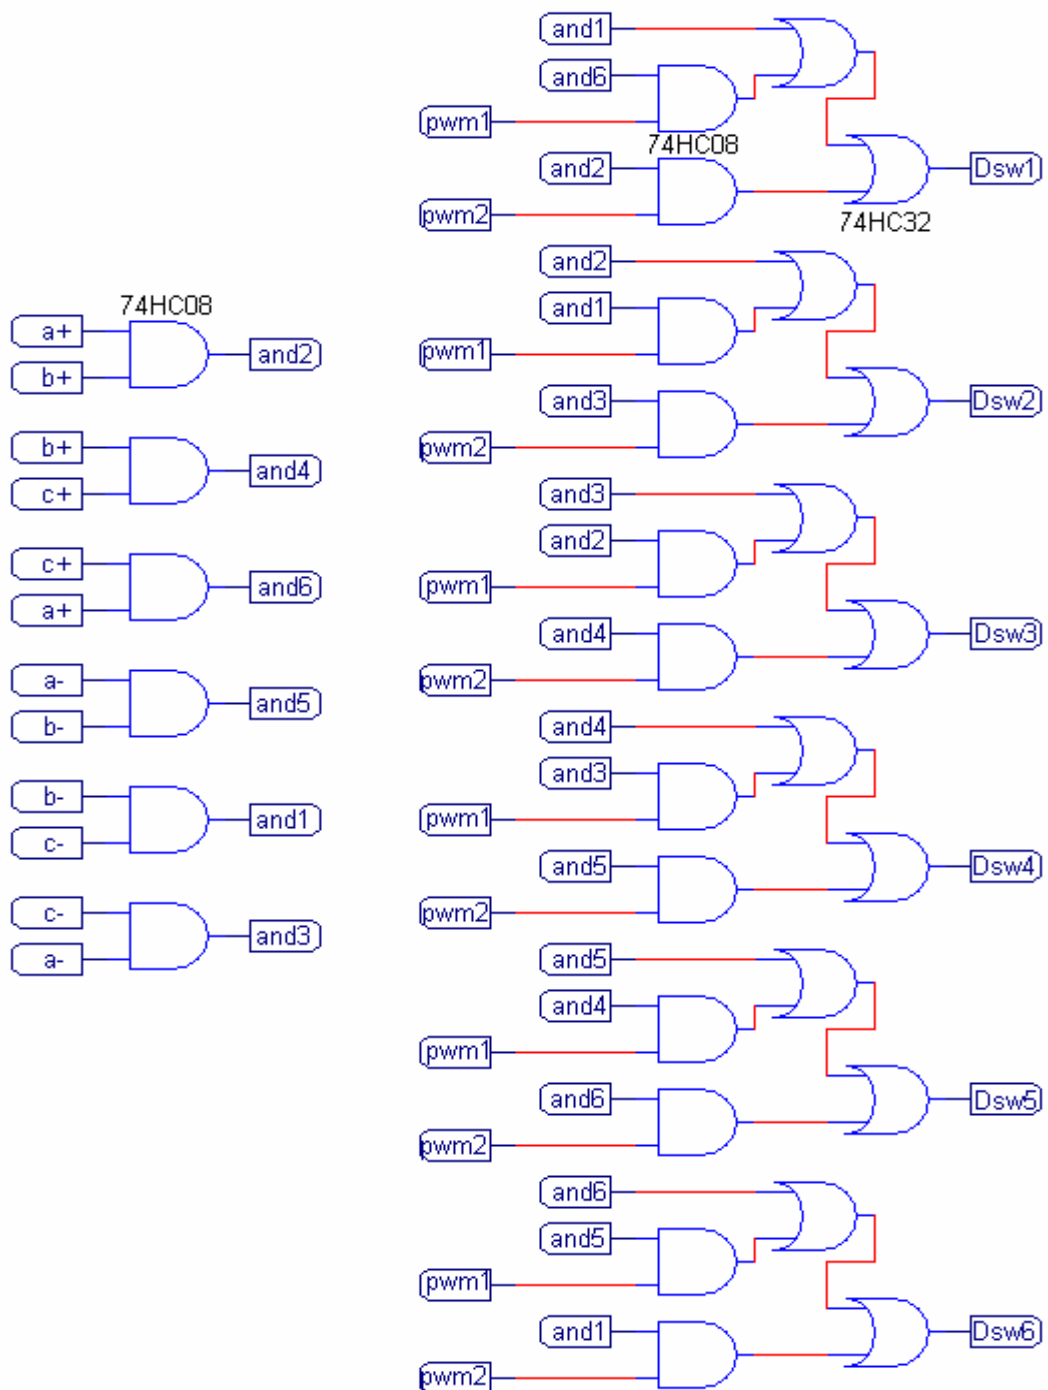 74HC08
a+
b+
and2
b+
c+
and4
c+
a+
and6
a-
b-
and5
b-
c-
and1
c-
a-
and3
and1
and6
pwm1
74HC08
and2
pwm2
Dsw1
74HC32
and2
and1
pwm1
and3
pwm2
Dsw2
and3
and2
pwm1
and4
pwm2
Dsw3
and4
and3
pwm1
and5
pwm2
Dsw4
and5
and4
pwm1
and6
pwm2
Dsw5
and6
and5
pwm1
and1
pwm2
Dsw6